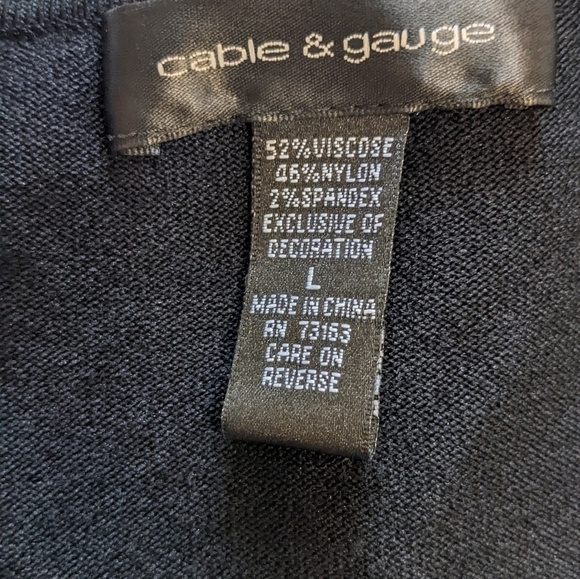 cable & gauge
52%VISCOSE
46%NYLON
2%SPANDEX
EXCLUSIVE OF
DECORATION
L
MADE IN CHINA
RN 73163
CARE ON
REVERSE